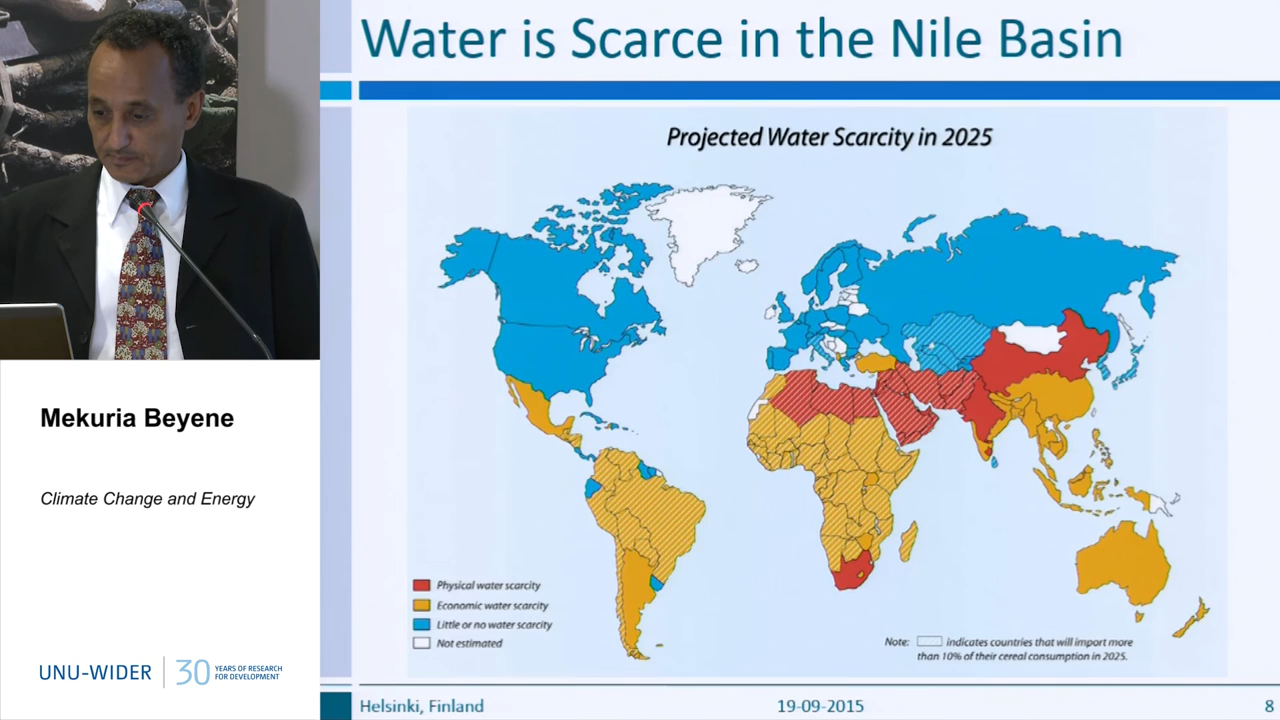 Water is Scarce in the Nile Basin
Projected Water Scarcity in 2025
Mekuria Beyene
Climate Change and Energy
Physical water scarcity
Economic water scarcity
Little or no water scarcity
Not estimated
Note: indicates countries that will import more
than 10% of their cereal consumption in 2025.
UNU-WIDER
30 YEARS OF RESEARCH
FOR DEVELOPMENT
Helsinki, Finland 19-09-2015 8